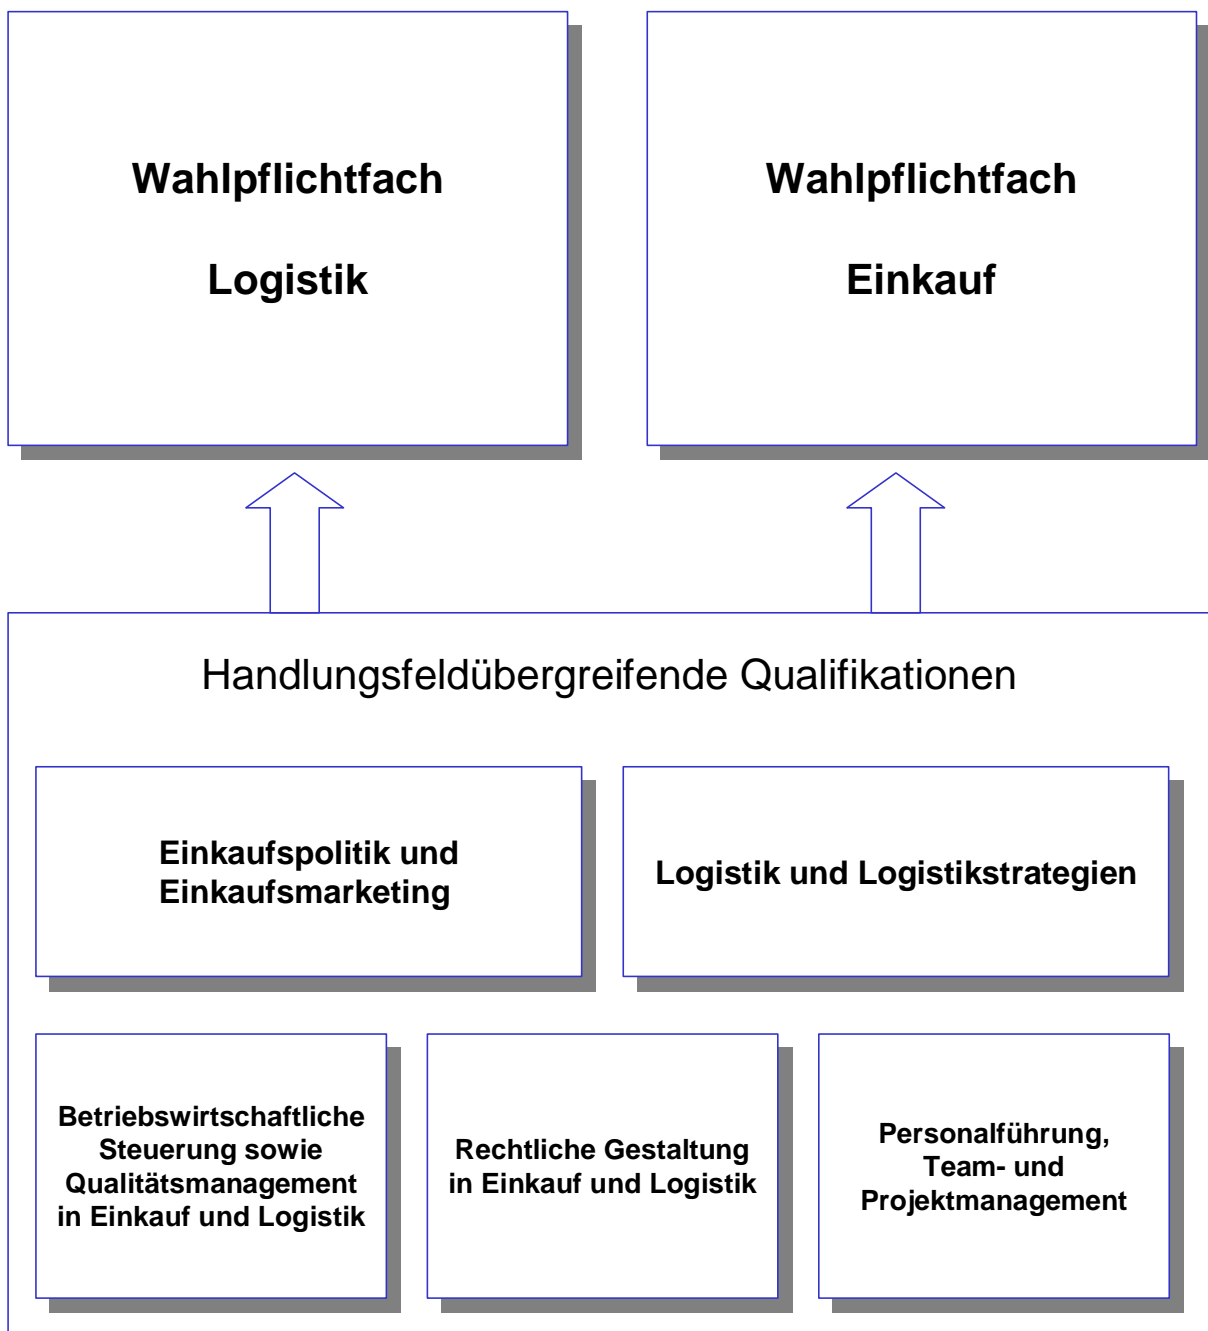 Wahlpflichtfach
Logistik
Wahlpflichtfach
Einkauf
Handlungsfeldübergreifende Qualifikationen
Einkaufspolitik und
Einkaufsmarketing
Logistik und Logistikstrategien
Betriebswirtschaftliche
Steuerung sowie
Qualitätsmanagement
in Einkauf und Logistik
Rechtliche Gestaltung
in Einkauf und Logistik
Personalführung,
Team- und
Projektmanagement